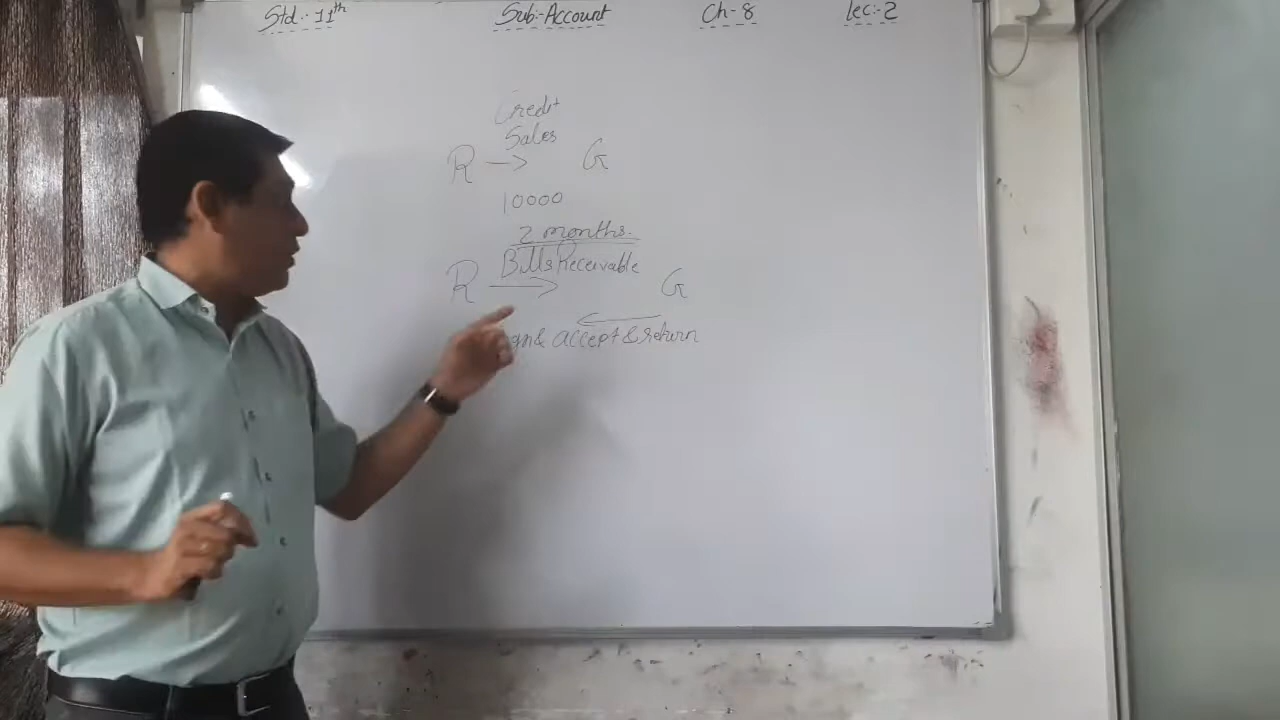 Std:- 11th Sub:- Account Ch-8 lec:-2
Credit
Sales
R → G
10000
2 months.
Bills Receivable
R → G
←
& accept & return